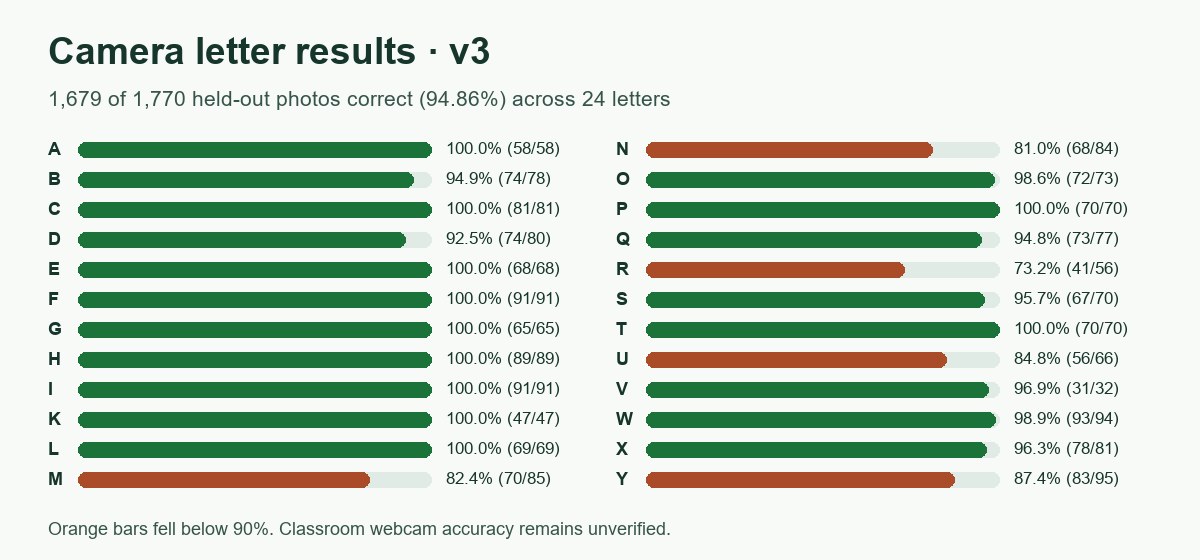 Camera letter results · v3
1,679 of 1,770 held-out photos correct (94.86%) across 24 letters
A 100.0% (58/58)
B 94.9% (74/78)
C 100.0% (81/81)
D 92.5% (74/80)
E 100.0% (68/68)
F 100.0% (91/91)
G 100.0% (65/65)
H 100.0% (89/89)
I 100.0% (91/91)
K 100.0% (47/47)
L 100.0% (69/69)
M 82.4% (70/85)
N 81.0% (68/84)
O 98.6% (72/73)
P 100.0% (70/70)
Q 94.8% (73/77)
R 73.2% (41/56)
S 95.7% (67/70)
T 100.0% (70/70)
U 84.8% (56/66)
V 96.9% (31/32)
W 98.9% (93/94)
X 96.3% (78/81)
Y 87.4% (83/95)
Orange bars fell below 90%. Classroom webcam accuracy remains unverified.